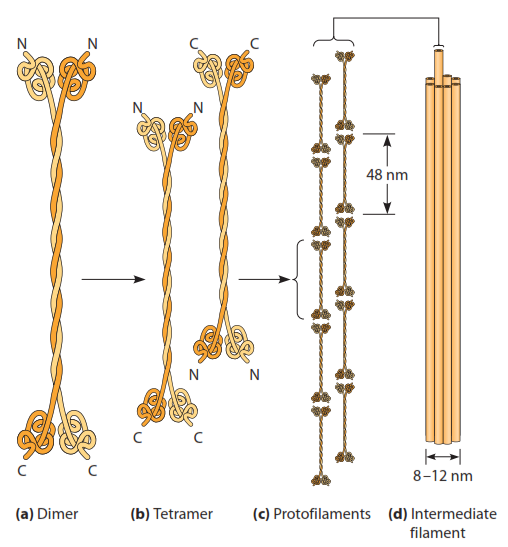 N N
C C
N N
48 nm
N N
C C
C C
8–12 nm
(a) Dimer
(b) Tetramer
(c) Protofilaments
(d) Intermediate
filament